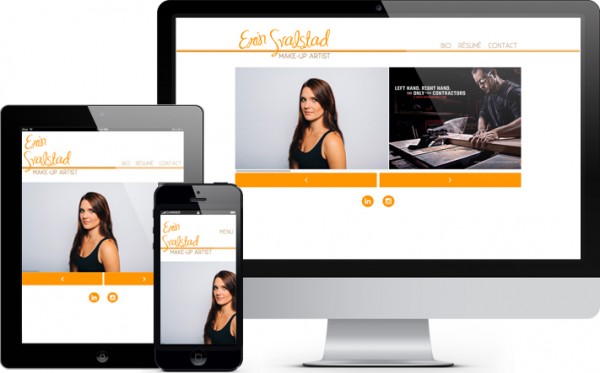 Erin Svalstad
MAKE-UP ARTIST
BIO RÉSUMÉ CONTACT
LEFT HAND. RIGHT HAND.
THE ONLY TWO CONTRACTORS
in
Erin
Svalstad
BIO RÉSUMÉ CONTACT
MAKE-UP ARTIST
in
Erin
Svalstad
MENU
MAKE-UP ARTIST